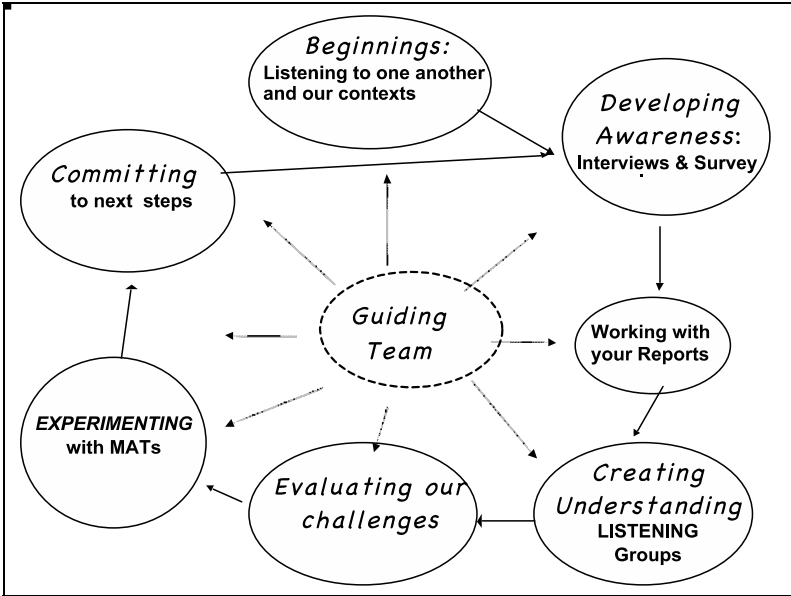 Beginnings:
Listening to one another
and our contexts
Developing
Awareness:
Interviews & Survey
Committing
to next steps
Guiding
Team
Working with
your Reports
EXPERIMENTING
with MATs
Evaluating our
challenges
Creating
Understanding
LISTENING
Groups